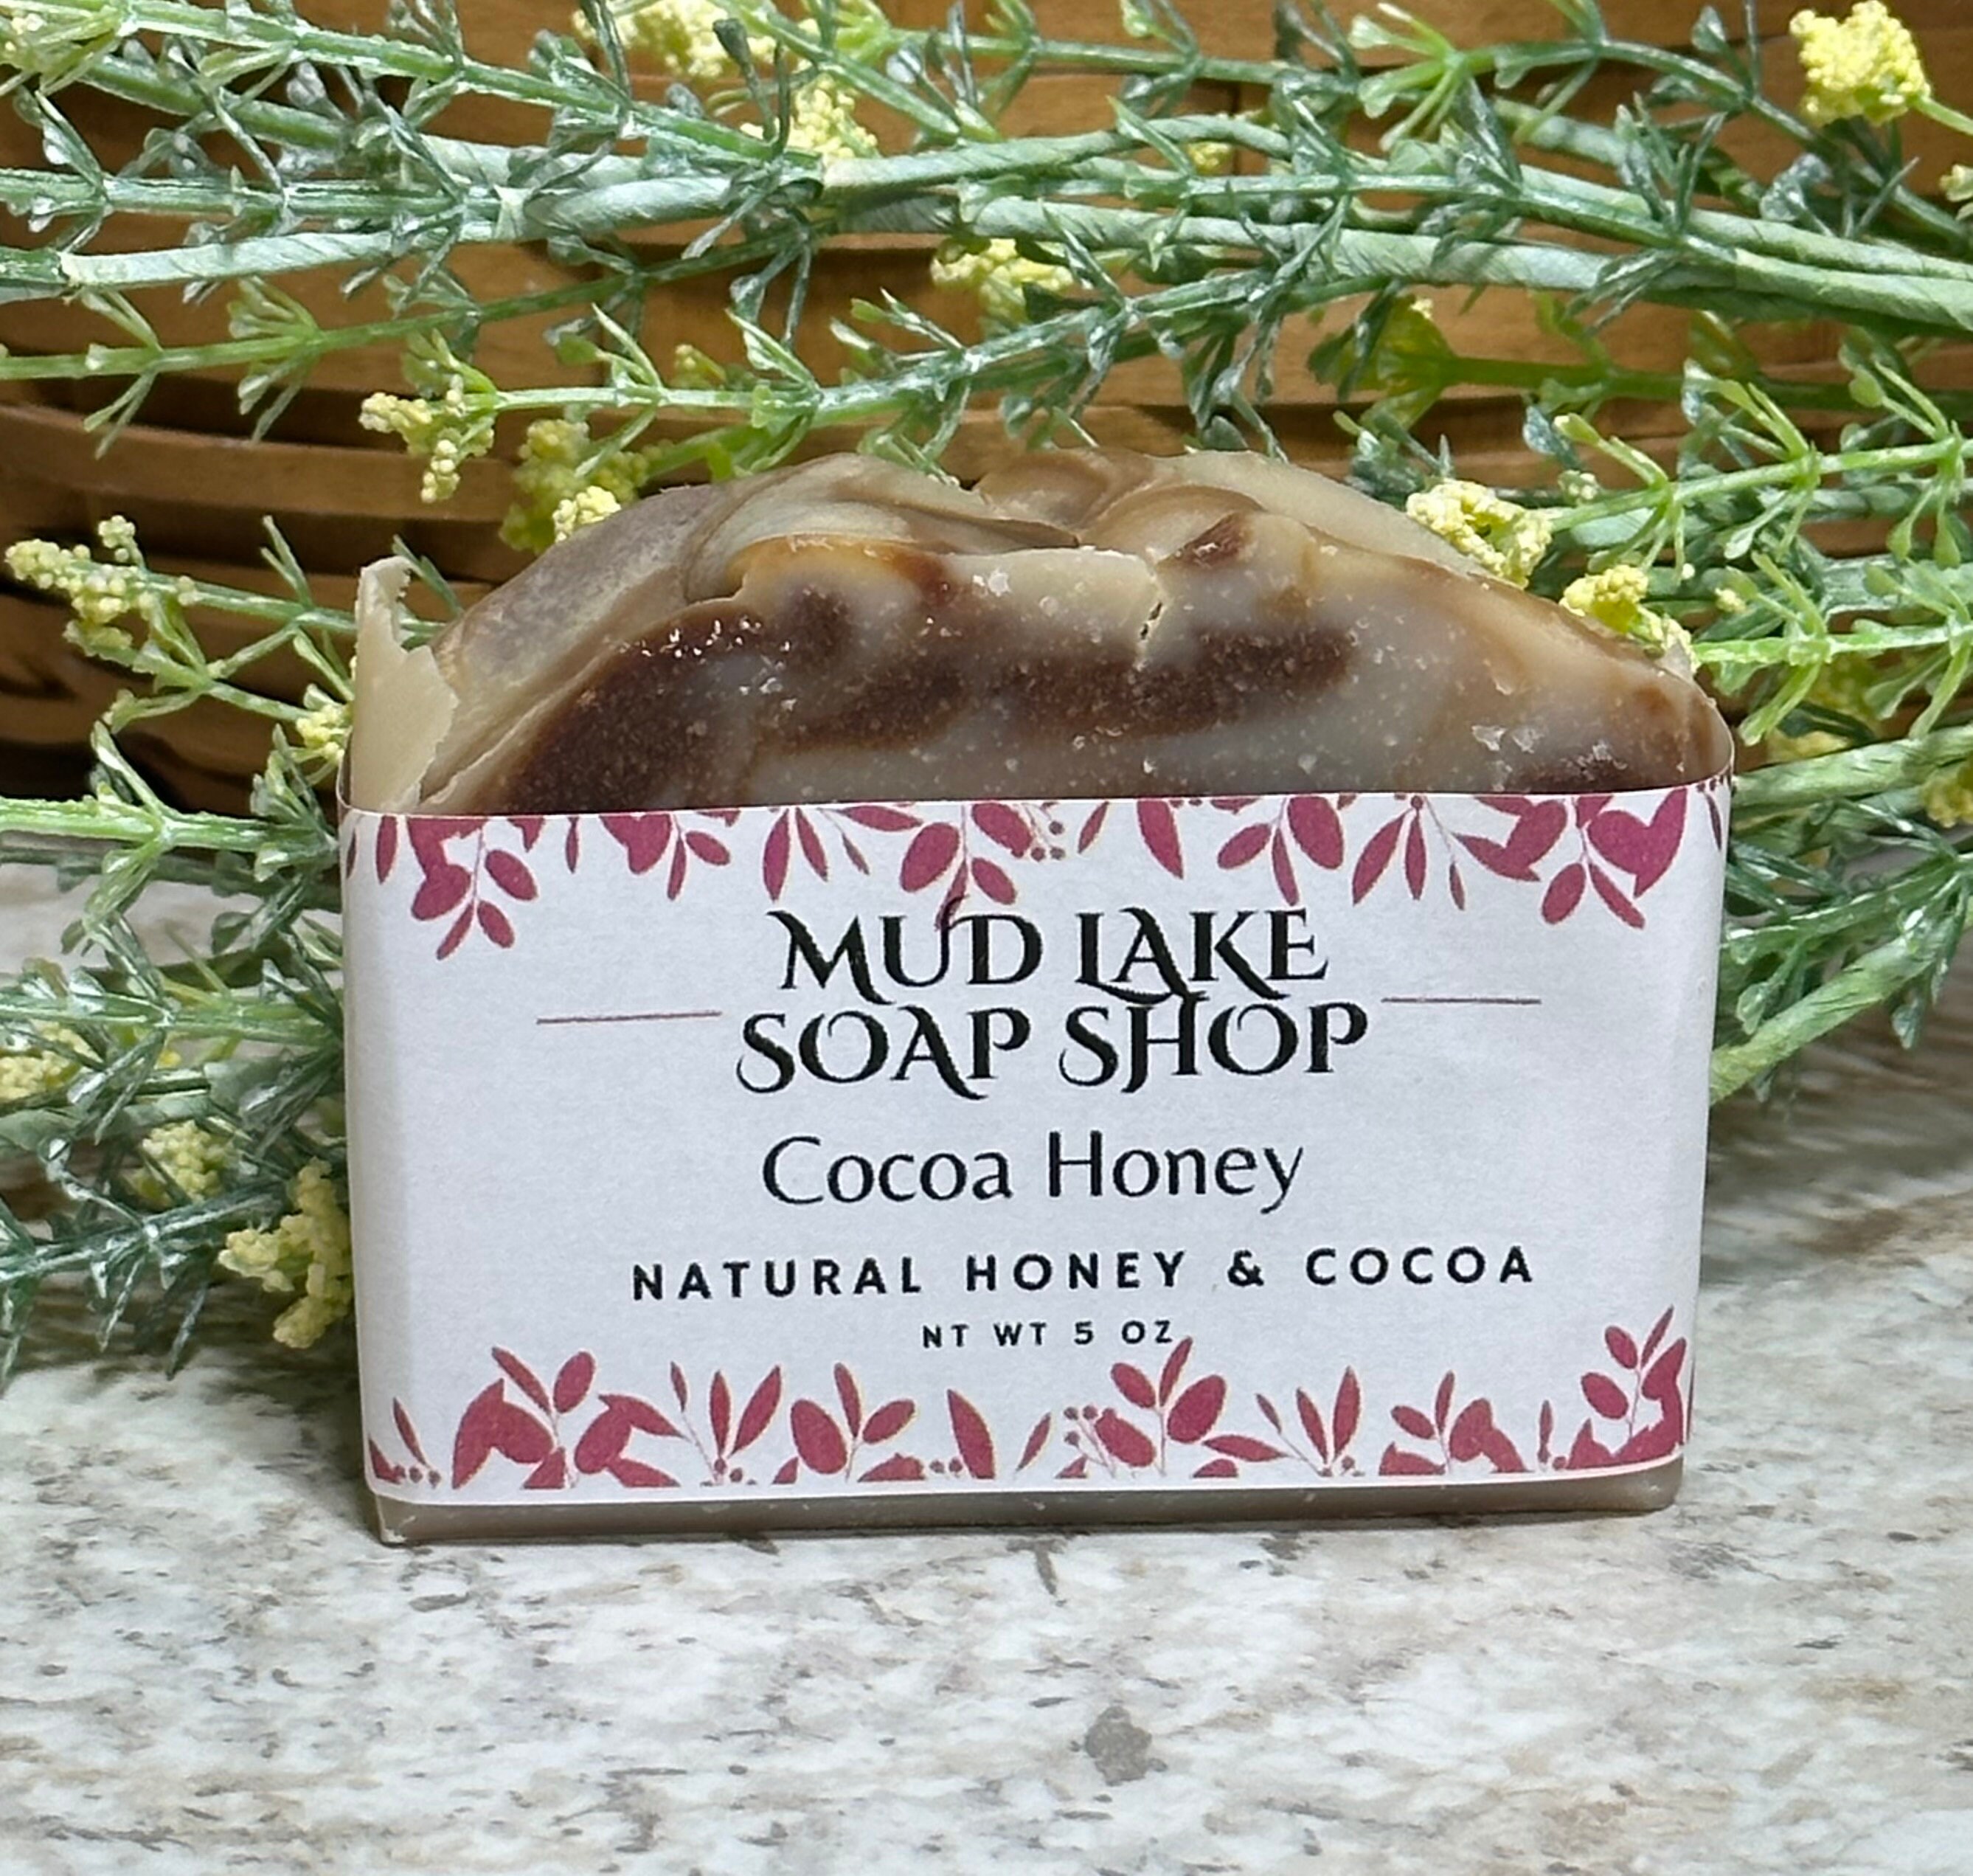 MUD LAKE
SOAP SHOP
Cocoa Honey
NATURAL HONEY & COCOA
NT WT 5 OZ